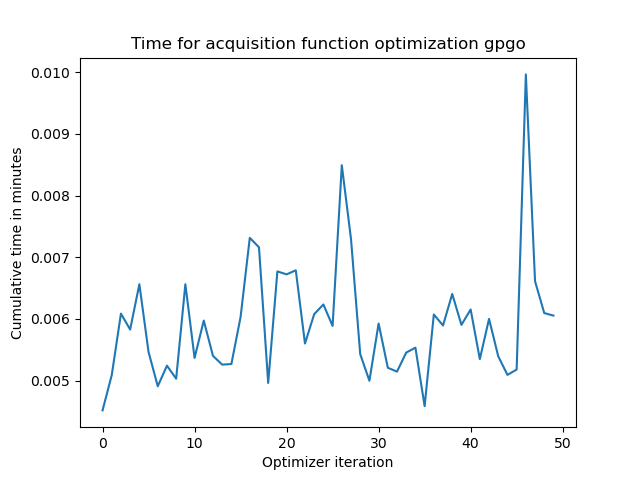 Time for acquisition function optimization gpgo
0.010
0.009
0.008
0.007
0.006
0.005
Cumulative time in minutes
0 10 20 30 40 50
Optimizer iteration